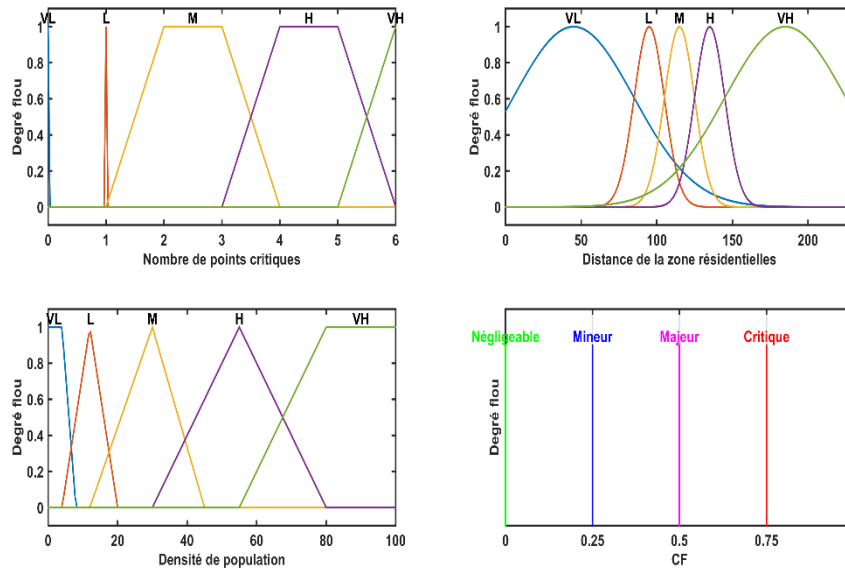 VL L M H VH
1
0.8
0.6
0.4
0.2
0
Degré flou
0 1 2 3 4 5 6
Nombre de points critiques
VL L M H VH
1
0.8
0.6
0.4
0.2
0
Degré flou
0 50 100 150 200
Distance de la zone résidentielles
VL L M H VH
1
0.8
0.6
0.4
0.2
0
Degré flou
0 20 40 60 80 100
Densité de population
Négligeable Mineur Majeur Critique
Degré flou
0 0.25 0.5 0.75
CF